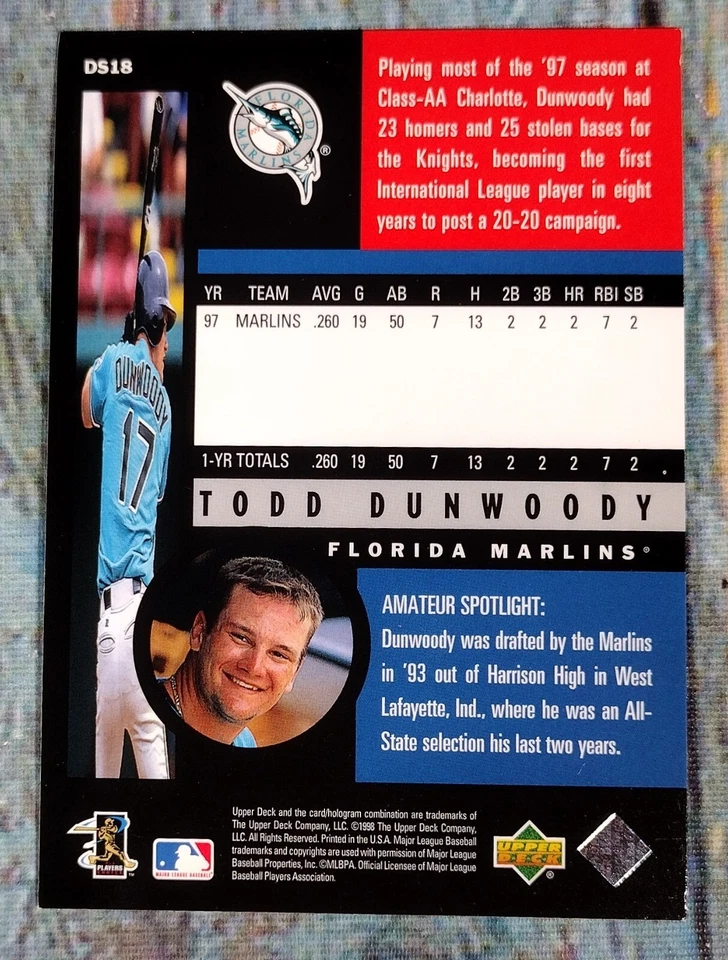 DS18
FLORIDA
MARLINS
®
Playing most of the '97 season at
Class-AA Charlotte, Dunwoody had
23 homers and 25 stolen bases for
the Knights, becoming the first
International League player in eight
years to post a 20-20 campaign.
YR TEAM AVG G AB R H 2B 3B HR RBI SB
97 MARLINS .260 19 50 7 13 2 2 2 7 2
1-YR TOTALS .260 19 50 7 13 2 2 2 7 2
DUNWOODY
17
TODD DUNWOODY
FLORIDA MARLINS®
AMATEUR SPOTLIGHT:
Dunwoody was drafted by the Marlins
in '93 out of Harrison High in West
Lafayette, Ind., where he was an All-
State selection his last two years.
PLAYERS
MAJOR LEAGUE BASEBALL
Upper Deck and the card/hologram combination are trademarks of
The Upper Deck Company, LLC. ©1998 The Upper Deck Company,
LLC. All Rights Reserved. Printed in the U.S.A. Major League Baseball
trademarks and copyrights are used with permission of Major League
Baseball Properties, Inc. ©MLBPA. Official Licensee of Major League
Baseball Players Association.
UPPER
DECK
®